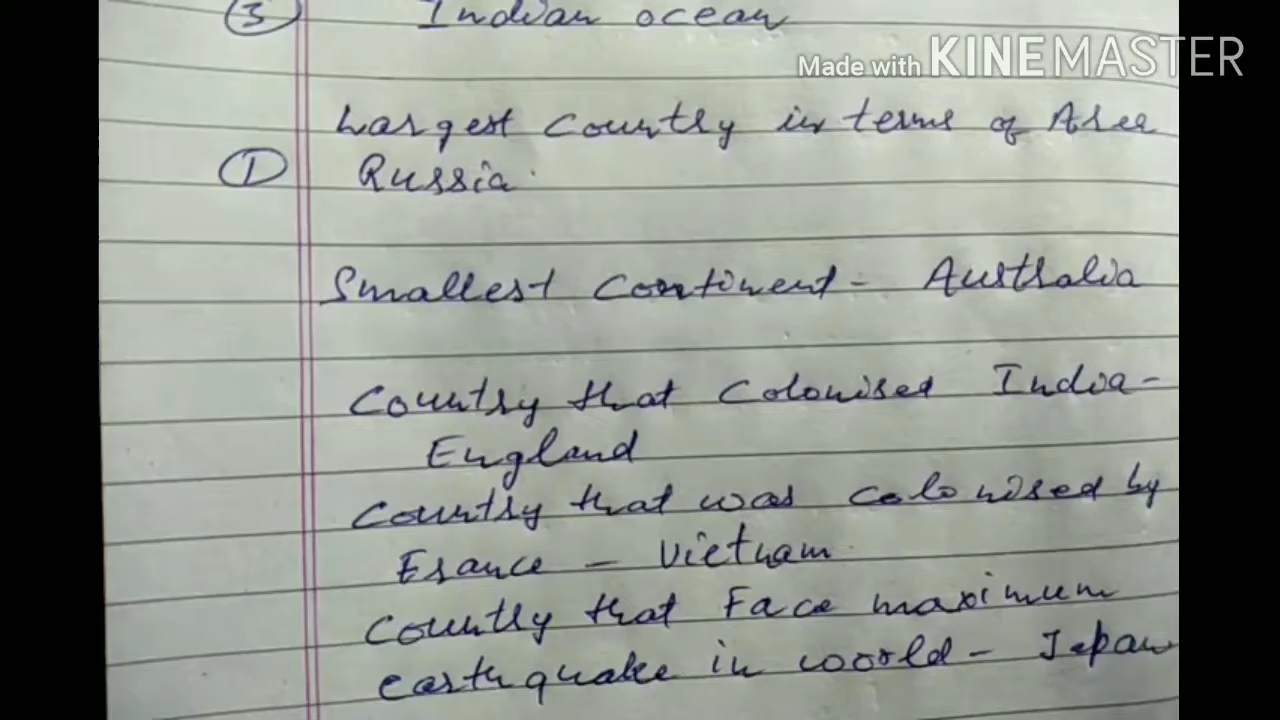 3 Indian ocean
Made with KINEMASTER
Largest Country in terms of Area
1 Russia.
Smallest Continent - Australia
Country that Colonised India -
England
Country that was colonised by
France - Vietnam
Country that Face maximum
earthquake in world - Japan